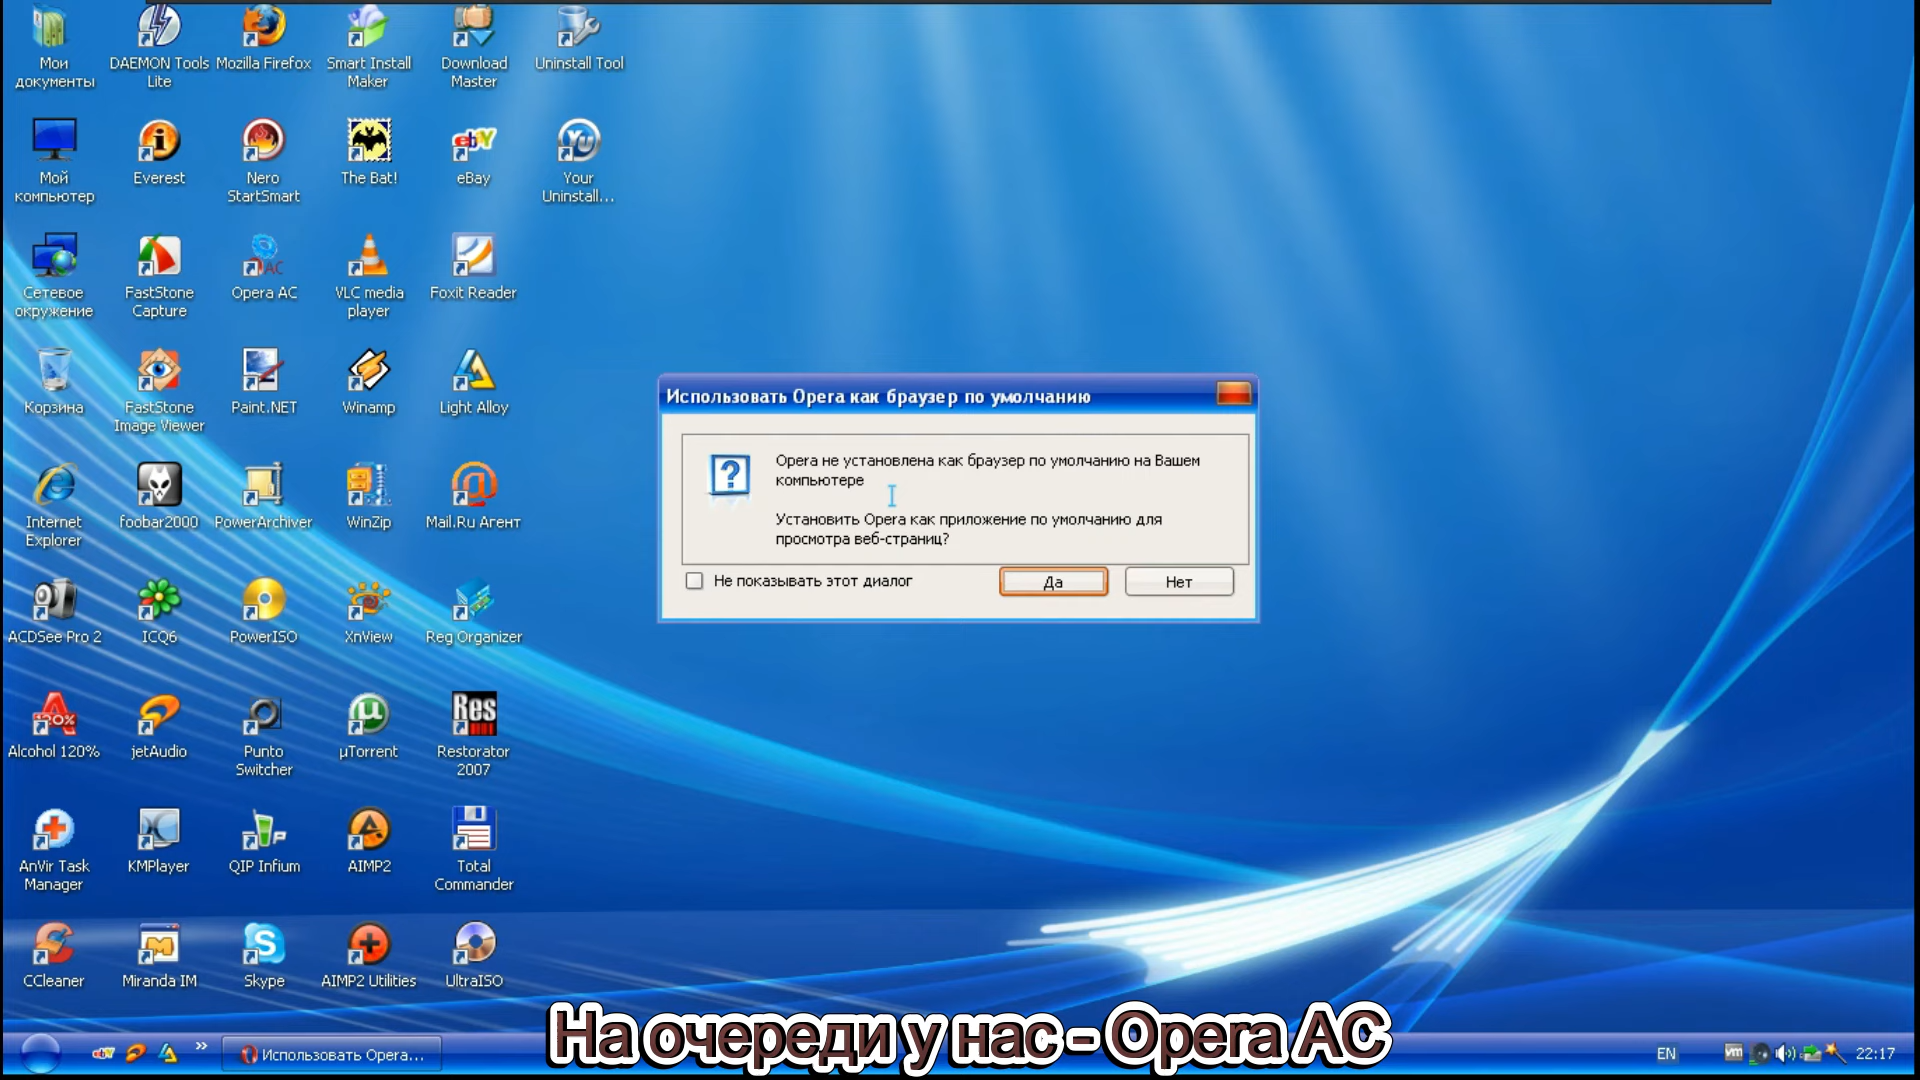 Мои
документы
DAEMON Tools
Lite
Mozilla Firefox
Smart Install
Maker
Download
Master
Uninstall Tool
Мой
компьютер
Everest
Nero
StartSmart
The Bat!
eBay
Your
Uninstall...
Сетевое
окружение
FastStone
Capture
Opera AC
VLC media
player
Foxit Reader
Корзина
FastStone
Image Viewer
Paint.NET
Winamp
Light Alloy
Internet
Explorer
foobar2000
PowerArchiver
WinZip
Mail.Ru Агент
ACDSee Pro 2
ICQ6
PowerISO
XnView
Reg Organizer
Alcohol 120%
jetAudio
Punto
Switcher
µTorrent
Restorator
2007
AnVir Task
Manager
KMPlayer
QIP Infium
AIMP2
Total
Commander
CCleaner
Miranda IM
Skype
AIMP2 Utilities
UltraISO
Использовать Opera как браузер по умолчанию
Opera не установлена как браузер по умолчанию на Вашем
компьютере
Установить Opera как приложение по умолчанию для
просмотра веб-страниц?
Не показывать этот диалог
Да
Нет
На очереди у нас - Opera AC
Использовать Opera...
EN
22:17